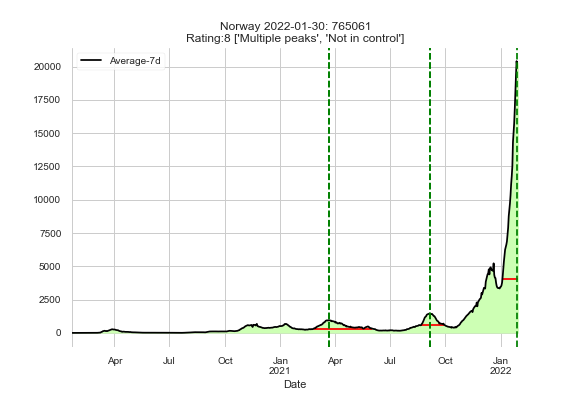 Norway 2022-01-30: 765061
Rating:8 ['Multiple peaks', 'Not in control']
Average-7d
20000
17500
15000
12500
10000
7500
5000
2500
0
Apr Jul Oct Jan Apr Jul Oct Jan
2021 2022
Date